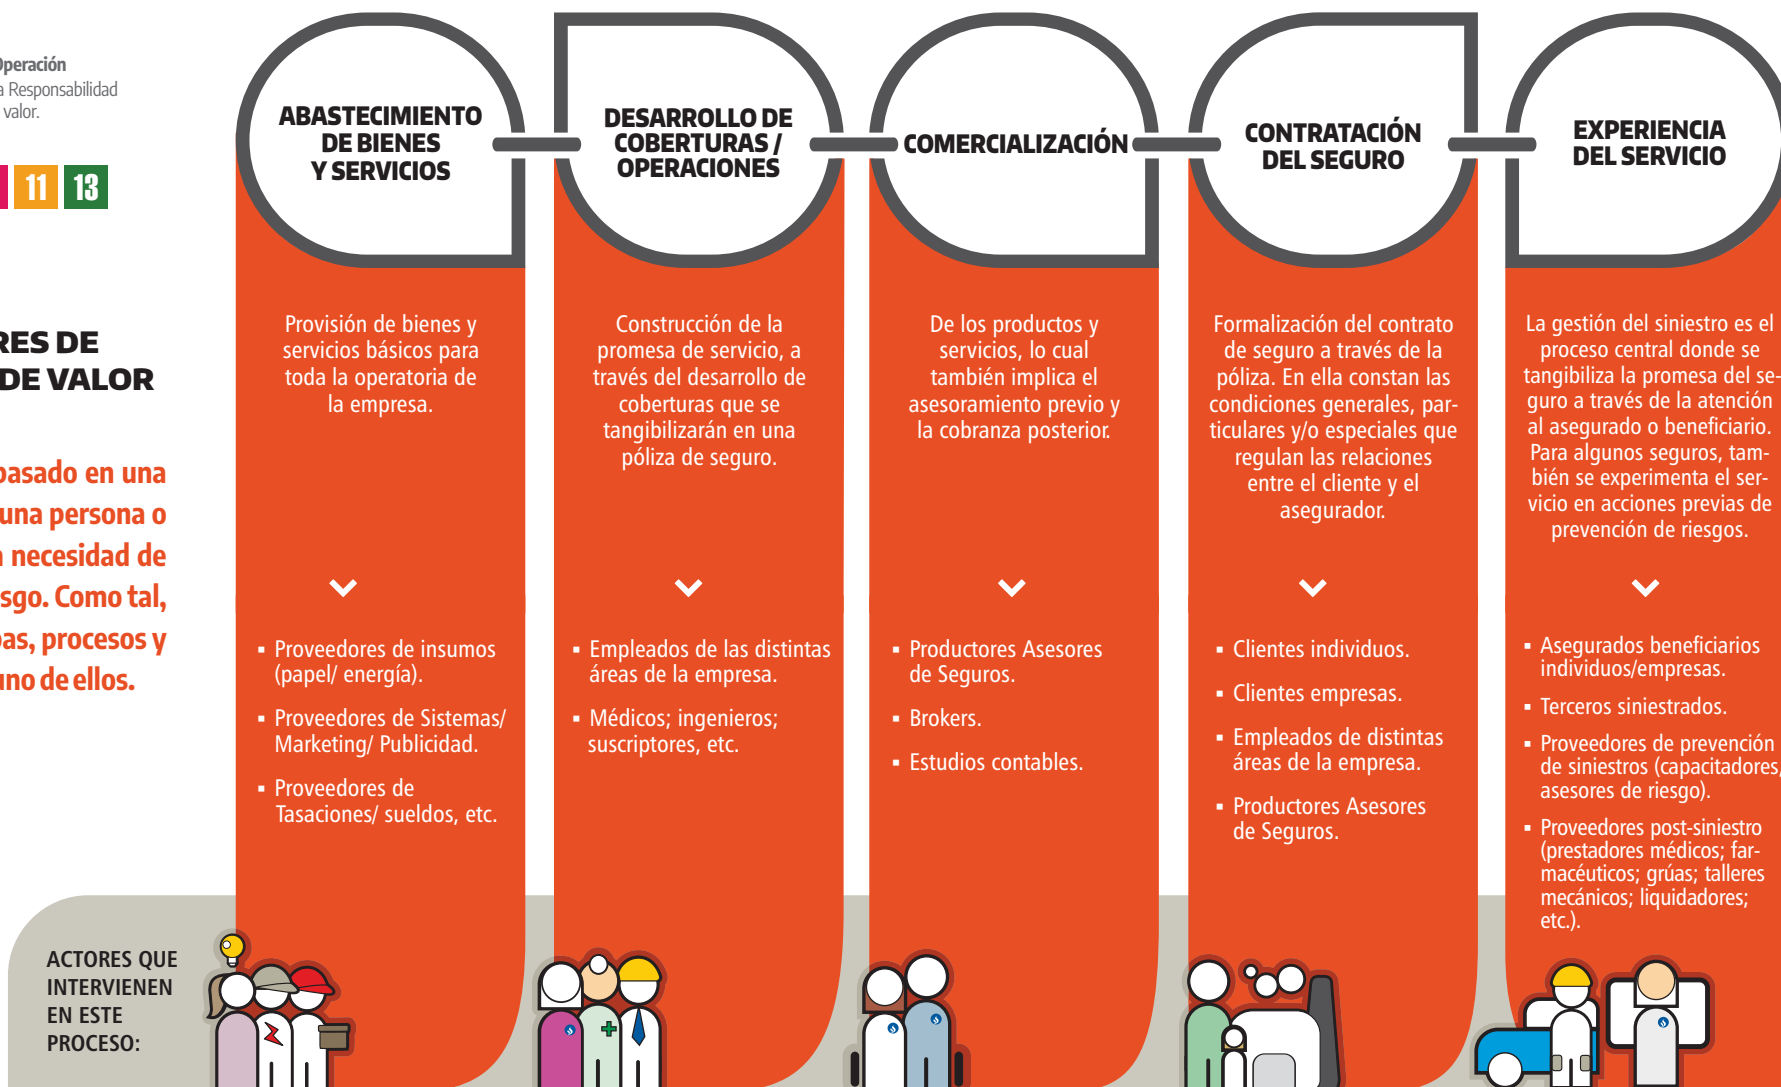 Operación
a Responsabilidad
valor.
11 13
RES DE
DE VALOR
basado en una
una persona o
necesidad de
sgo. Como tal,
pas, procesos y
uno de ellos.
ABASTECIMIENTO
DE BIENES
Y SERVICIOS
Provisión de bienes y
servicios básicos para
toda la operatoria de
la empresa.
▪ Proveedores de insumos
(papel/ energía).
▪ Proveedores de Sistemas/
Marketing/ Publicidad.
▪ Proveedores de
Tasaciones/ sueldos, etc.
DESARROLLO DE
COBERTURAS /
OPERACIONES
Construcción de la
promesa de servicio, a
través del desarrollo de
coberturas que se
tangibilizarán en una
póliza de seguro.
▪ Empleados de las distintas
áreas de la empresa.
▪ Médicos; ingenieros;
suscriptores, etc.
COMERCIALIZACIÓN
De los productos y
servicios, lo cual
también implica el
asesoramiento previo y
la cobranza posterior.
▪ Productores Asesores
de Seguros.
▪ Brokers.
▪ Estudios contables.
CONTRATACIÓN
DEL SEGURO
Formalización del contrato
de seguro a través de la
póliza. En ella constan las
condiciones generales, par-
ticulares y/o especiales que
regulan las relaciones
entre el cliente y el
asegurador.
▪ Clientes individuos.
▪ Clientes empresas.
▪ Empleados de distintas
áreas de la empresa.
▪ Productores Asesores
de Seguros.
EXPERIENCIA
DEL SERVICIO
La gestión del siniestro es el
proceso central donde se
tangibiliza la promesa del se-
guro a través de la atención
al asegurado o beneficiario.
Para algunos seguros, tam-
bién se experimenta el ser-
vicio en acciones previas de
prevención de riesgos.
▪ Asegurados beneficiarios
individuos/empresas.
▪ Terceros siniestrados.
▪ Proveedores de prevención
de siniestros (capacitadores,
asesores de riesgo).
▪ Proveedores post-siniestro
(prestadores médicos; far-
macéuticos; grúas; talleres
mecánicos; liquidadores;
etc.).
ACTORES QUE
INTERVIENEN
EN ESTE
PROCESO: